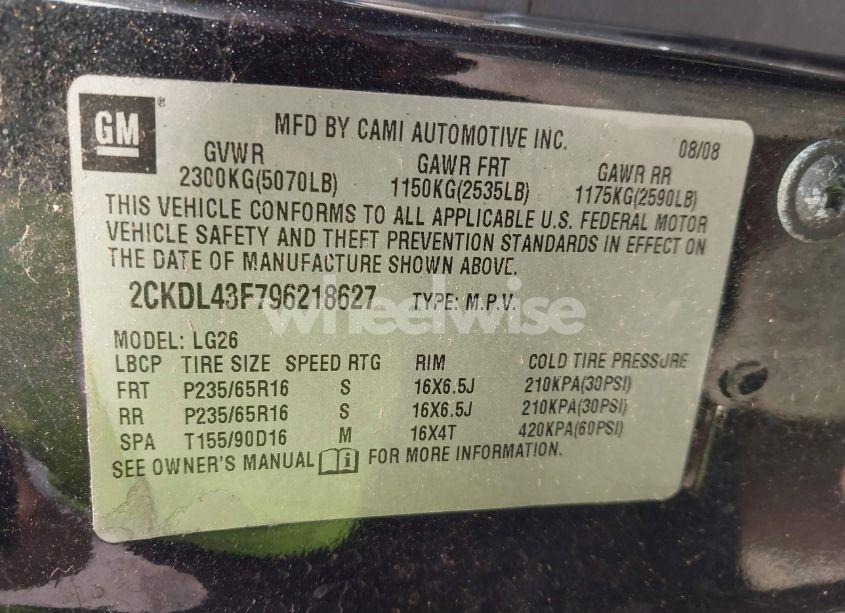 GM ®
MFD BY CAMI AUTOMOTIVE INC. 08/08
GVWR GAWR FRT GAWR RR
2300KG(5070LB) 1150KG(2535LB) 1175KG(2590LB)
THIS VEHICLE CONFORMS TO ALL APPLICABLE U.S. FEDERAL MOTOR
VEHICLE SAFETY AND THEFT PREVENTION STANDARDS IN EFFECT ON
THE DATE OF MANUFACTURE SHOWN ABOVE.
2CKDL43F796218627 TYPE: M.P.V.
wheelwise
MODEL: LG26
LBCP TIRE SIZE SPEED RTG RIM COLD TIRE PRESSURE
FRT P235/65R16 S 16X6.5J 210KPA(30PSI)
RR P235/65R16 S 16X6.5J 210KPA(30PSI)
SPA T155/90D16 M 16X4T 420KPA(60PSI)
SEE OWNER'S MANUAL FOR MORE INFORMATION.